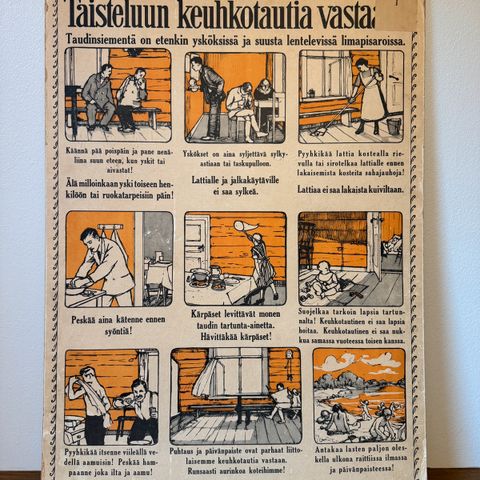 Taisteluun keuhkotautia vastaan
Taudinsiementä on etenkin ysköksissä ja suusta lentelevissä limapisaroissa.
Käännä pää poispäin ja pane nenä-
liina suun eteen, kun yskit tai
aivastat!
Älä milloinkaan yski toiseen hen-
kilöön tai ruokatarpeisiin päin!
Yskökset on aina syljettävä sylky-
astiaan tai taskupulloon.
Lattialle ja jalkakäytäville
ei saa sylkeä.
Pyyhkikää lattia kostealla rie-
vulla tai sirotelkaa lattialle ennen
lakaisemista kosteita sahajauhoja!
Lattiaa ei saa lakaista kuiviltaan.
Peskää aina kätenne ennen
syöntiä!
Kärpäset levittävät monen
taudin tartunta-ainetta.
Hävittäkää kärpäset!
Suojelkaa tarkoin lapsia tartun-
nalta! Keuhkotautinen ei saa lapsia
hoitaa. Keuhkotautinen ei saa nuk-
kua samassa vuoteessa toisen kanssa.
Pyyhkikää itsenne viileällä ve-
dellä aamuisin! Peskää ham-
paanne joka ilta ja aamu!
Puhtaus ja päivänpaiste ovat parhaat liitto-
laisemme keuhkotautia vastaan.
Runsaasti aurinkoa koteihimme!
Antakaa lasten paljon oles-
kella ulkona raittiissa ilmassa
ja päivänpaisteessa!